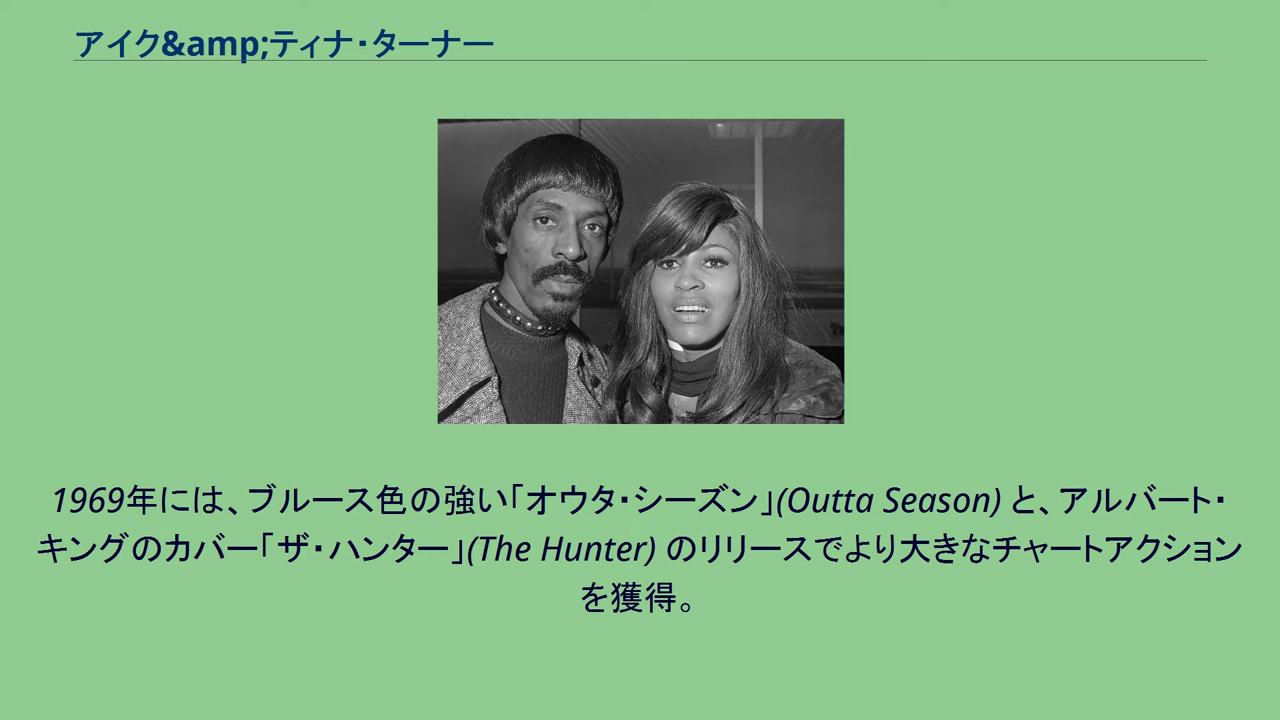 アイク&amp;ティナ・ターナー
1969年には、ブルース色の強い「オウタ・シーズン」(Outta Season) と、アルバート・
キングのカバー「ザ・ハンター」(The Hunter) のリリースでより大きなチャートアクション
を獲得。